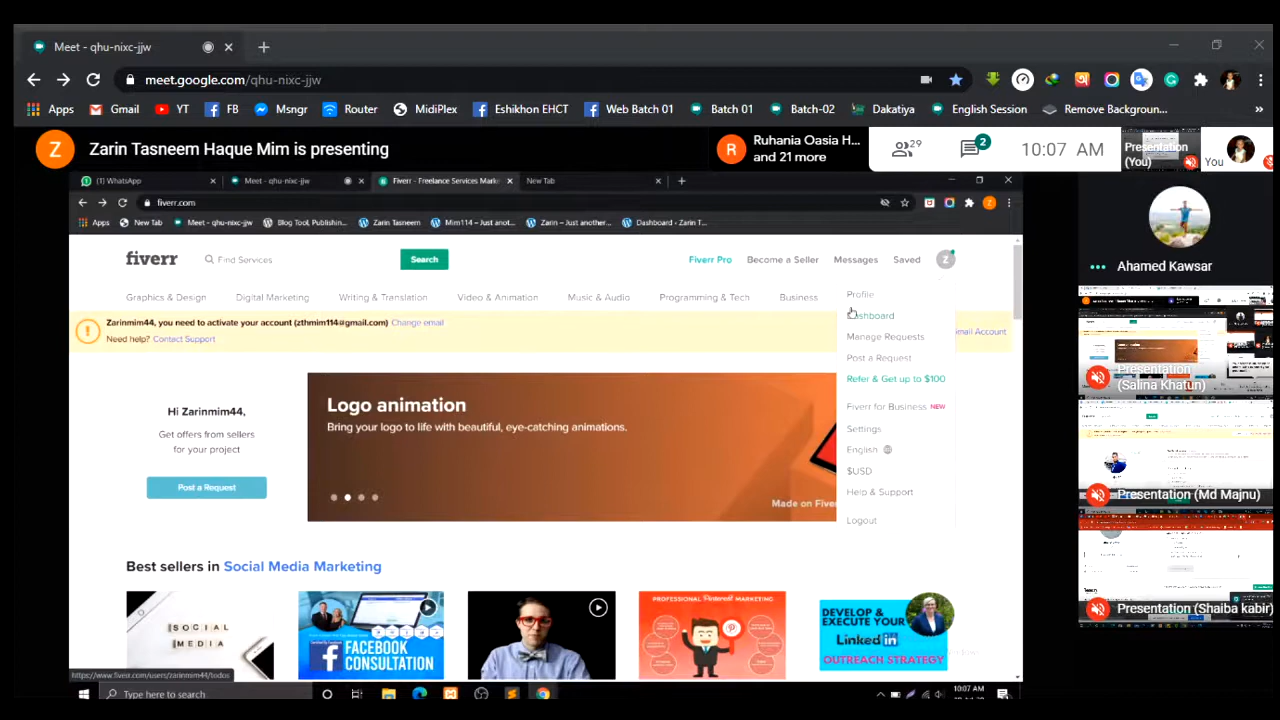 Meet - qhu-nixc-jjw
meet.google.com/qhu-nixc-jjw
Apps Gmail YT FB Msngr Router MidiPlex Eshikhon EHCT Web Batch 01 Batch 01 Batch-02 Dakatiya English Session Remove Backgroun... »
Z Zarin Tasneem Haque Mim is presenting
R Ruhania Oasia H...
and 21 more
29
2
10:07 AM
Presentation
(You)
You
(1) WhatsApp Meet - qhu-nixc-jjw Fiverr - Freelance Services Mark New Tab
fiverr.com
Apps New Tab Meet - qhu-nixc-jjw Blog Tool, Publishin... Zarin Tasneem Mim114 – Just anot... Zarin – Just another... Dashboard ‹ Zarin T...
fiverr Find Services Search Fiverr Pro Become a Seller Messages Saved Z
Graphics & Design Digital Marketing Writing & Translation Video & Animation Music & Audio Programming & Tech Business
Zarinmim44, you need to activate your account (zthmim114@gmail.com) Change email
Need help? Contact Support
Profile
Dashboard
Manage Requests
Post a Request
Refer & Get up to $100
Fiverr for Business NEW
Settings
English
$USD
Help & Support
Logout
Account
Hi Zarinmim44,
Get offers from sellers
for your project
Post a Request
Logo animation
Bring your logo to life with beautiful, eye-catching animations.
Made on Fiver
Best sellers in Social Media Marketing
SOCIAL
MEDIA
FACEBOOK
CONSULTATION
PROFESSIONAL Pinterest MARKETING
DEVELOP &
EXECUTE YOUR
Linked in
OUTREACH STRATEGY
https://www.fiverr.com/users/zarinmim44/todos
Type here to search
10:07 AM
Ahamed Kawsar
Presentation
(Salina Khatun)
Presentation (Md Majnu)
Presentation (Shaiba kabir)